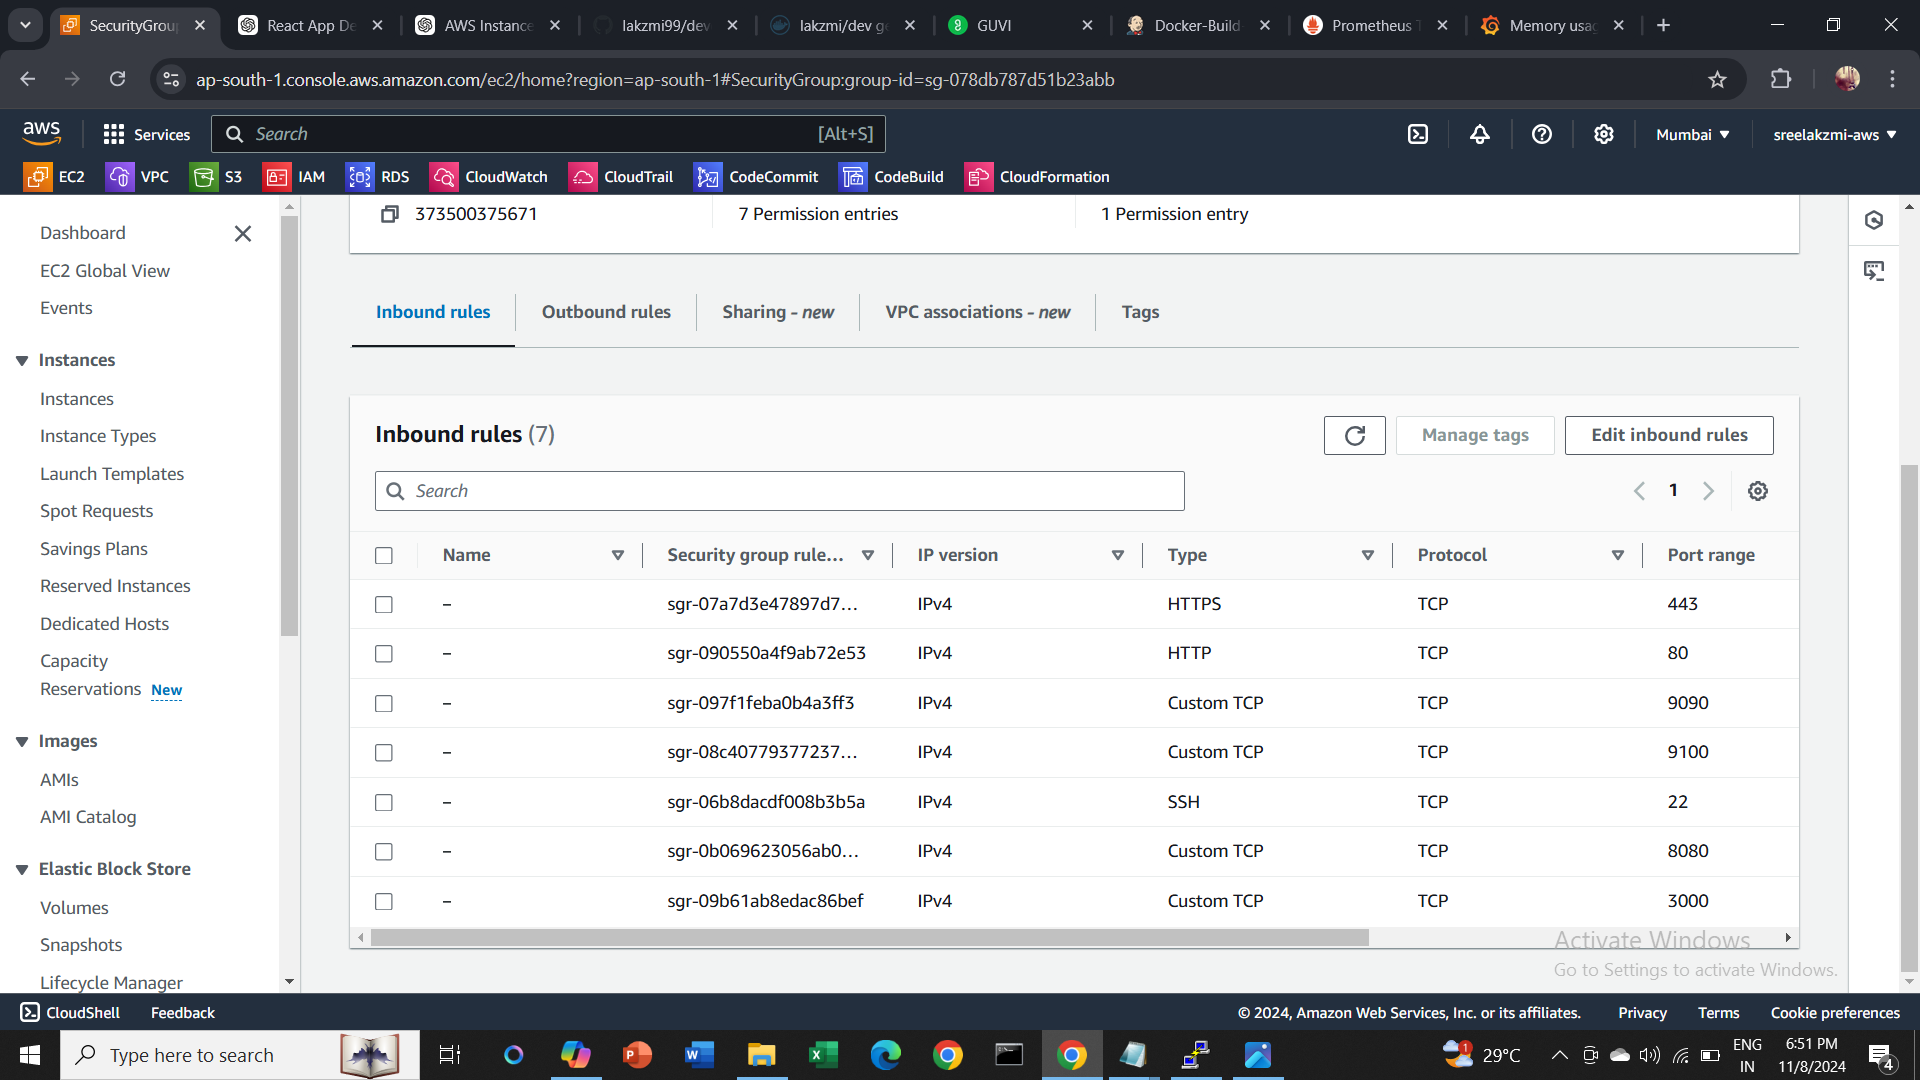 SecurityGrou
React App De
AWS Instance
lakzmi99/dev
lakzmi/dev ge
GUVI
Docker-Build
Prometheus T
Memory usag
ap-south-1.console.aws.amazon.com/ec2/home?region=ap-south-1#SecurityGroup:group-id=sg-078db787d51b23abb
aws
Services
Search
[Alt+S]
Mumbai
sreelakzmi-aws
EC2
VPC
S3
IAM
RDS
CloudWatch
CloudTrail
CodeCommit
CodeBuild
CloudFormation
Dashboard
EC2 Global View
Events
Instances
Instances
Instance Types
Launch Templates
Spot Requests
Savings Plans
Reserved Instances
Dedicated Hosts
Capacity
Reservations New
Images
AMIs
AMI Catalog
Elastic Block Store
Volumes
Snapshots
Lifecycle Manager
373500375671
7 Permission entries
1 Permission entry
Inbound rules
Outbound rules
Sharing - new
VPC associations - new
Tags
Inbound rules (7)
Manage tags
Edit inbound rules
Search
1
Name Security group rule... IP version Type Protocol Port range
– sgr-07a7d3e47897d7... IPv4 HTTPS TCP 443
– sgr-090550a4f9ab72e53 IPv4 HTTP TCP 80
– sgr-097f1feba0b4a3ff3 IPv4 Custom TCP TCP 9090
– sgr-08c40779377237... IPv4 Custom TCP TCP 9100
– sgr-06b8dacdf008b3b5a IPv4 SSH TCP 22
– sgr-0b069623056ab0... IPv4 Custom TCP TCP 8080
– sgr-09b61ab8edac86bef IPv4 Custom TCP TCP 3000
Activate Windows
Go to Settings to activate Windows.
CloudShell
Feedback
© 2024, Amazon Web Services, Inc. or its affiliates.
Privacy
Terms
Cookie preferences
Type here to search
1
29°C
ENG
IN
6:51 PM
11/8/2024
4